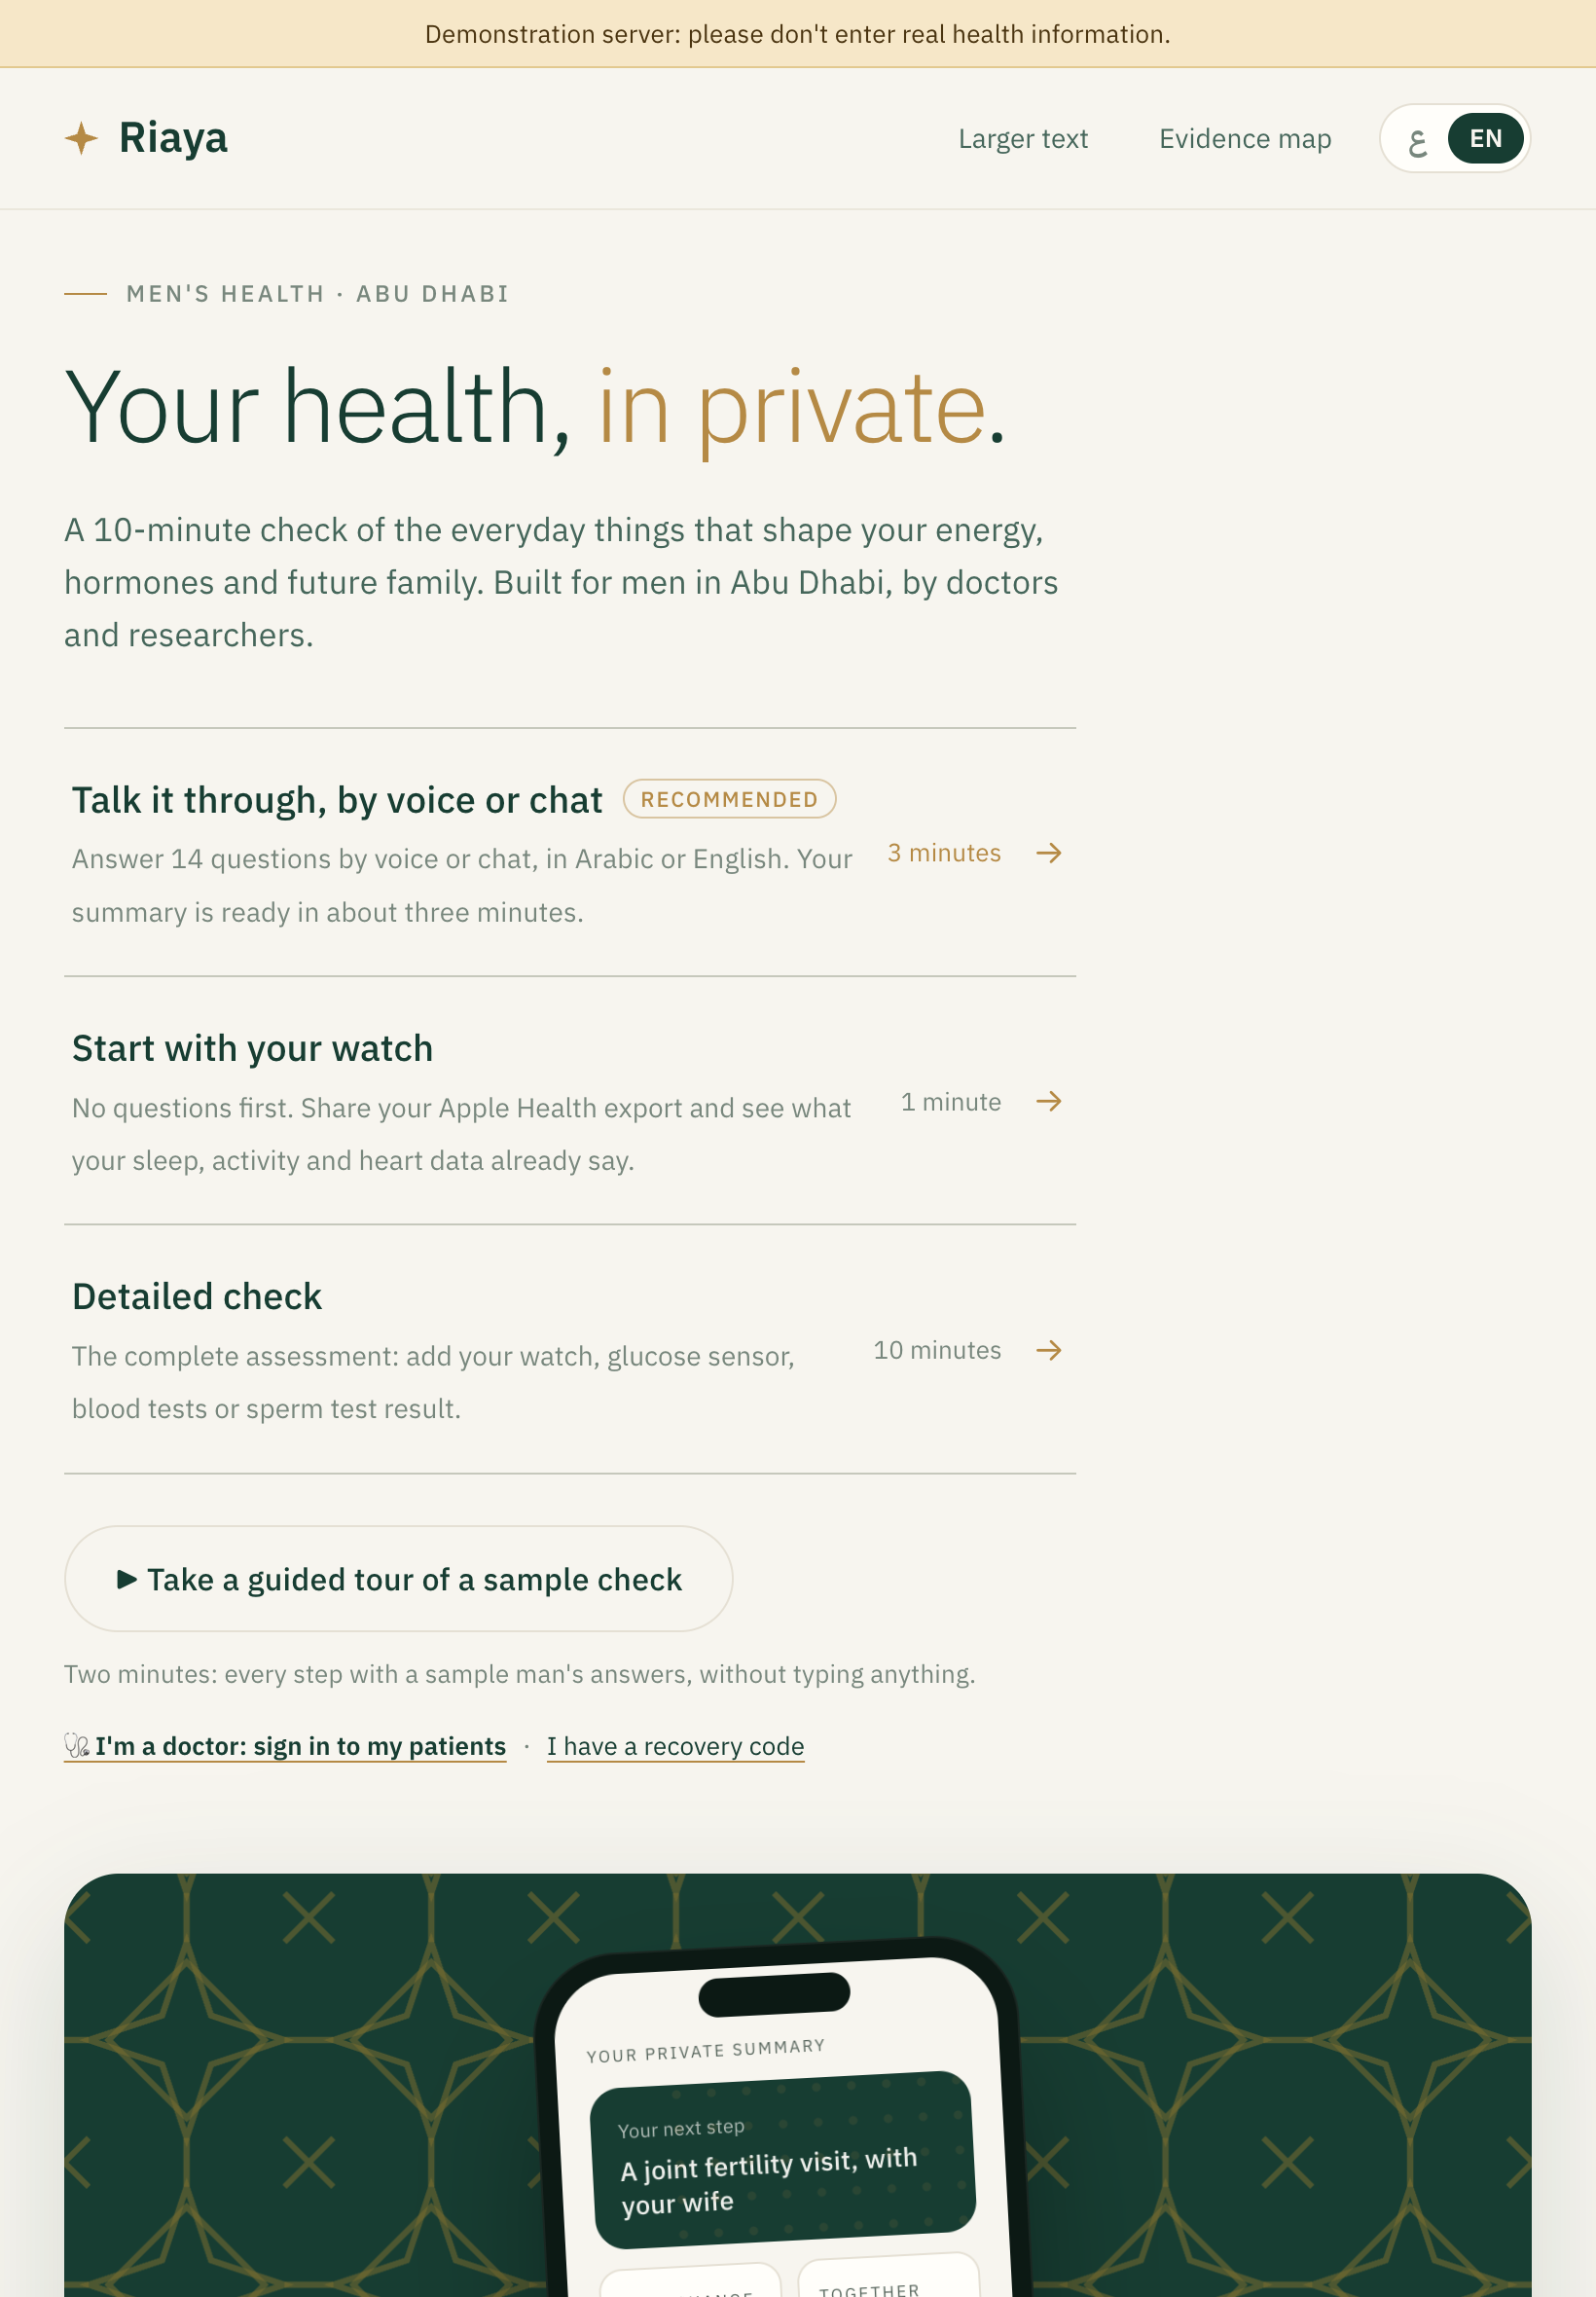 Demonstration server: please don't enter real health information.
Riaya
Larger text
Evidence map
ع
EN
MEN'S HEALTH · ABU DHABI
Your health, in private.
A 10-minute check of the everyday things that shape your energy,
hormones and future family. Built for men in Abu Dhabi, by doctors
and researchers.
Talk it through, by voice or chat
RECOMMENDED
Answer 14 questions by voice or chat, in Arabic or English. Your
summary is ready in about three minutes.
3 minutes
Start with your watch
No questions first. Share your Apple Health export and see what
your sleep, activity and heart data already say.
1 minute
Detailed check
The complete assessment: add your watch, glucose sensor,
blood tests or sperm test result.
10 minutes
Take a guided tour of a sample check
Two minutes: every step with a sample man's answers, without typing anything.
I'm a doctor: sign in to my patients · I have a recovery code
YOUR PRIVATE SUMMARY
Your next step
A joint fertility visit, with
your wife
TOGETHER